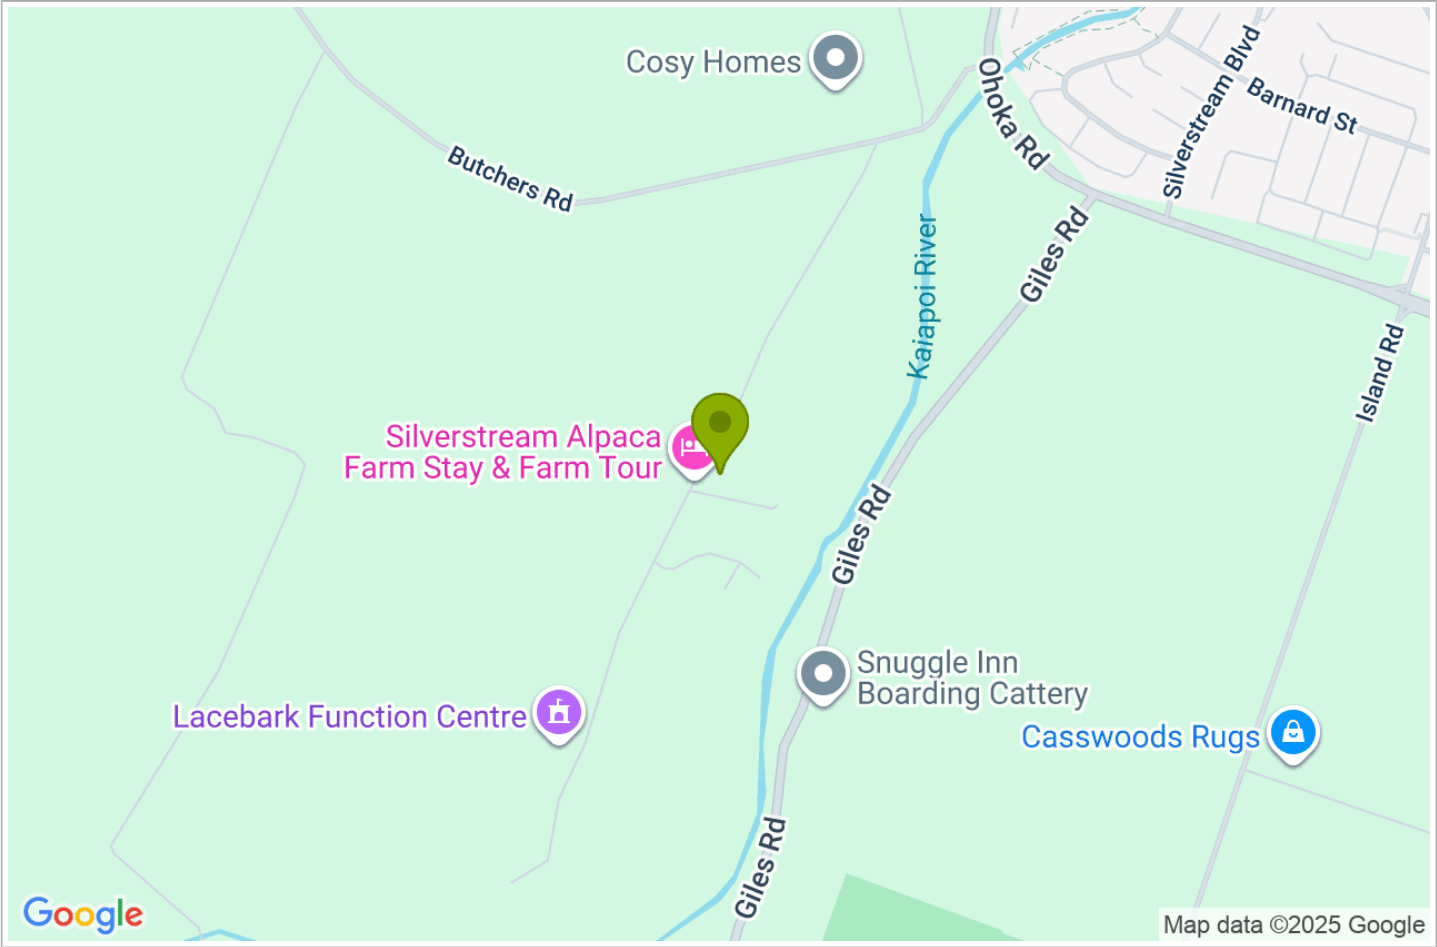 Cosy Homes
Ohoka Rd
Silverstream Blvd
Barnard St
Butchers Rd
Kaiapoi River
Giles Rd
Island Rd
Silverstream Alpaca
Farm Stay & Farm Tour
Giles Rd
Snuggle Inn
Boarding Cattery
Lacebark Function Centre
Casswoods Rugs
Giles Rd
Google
Map data ©2025 Google